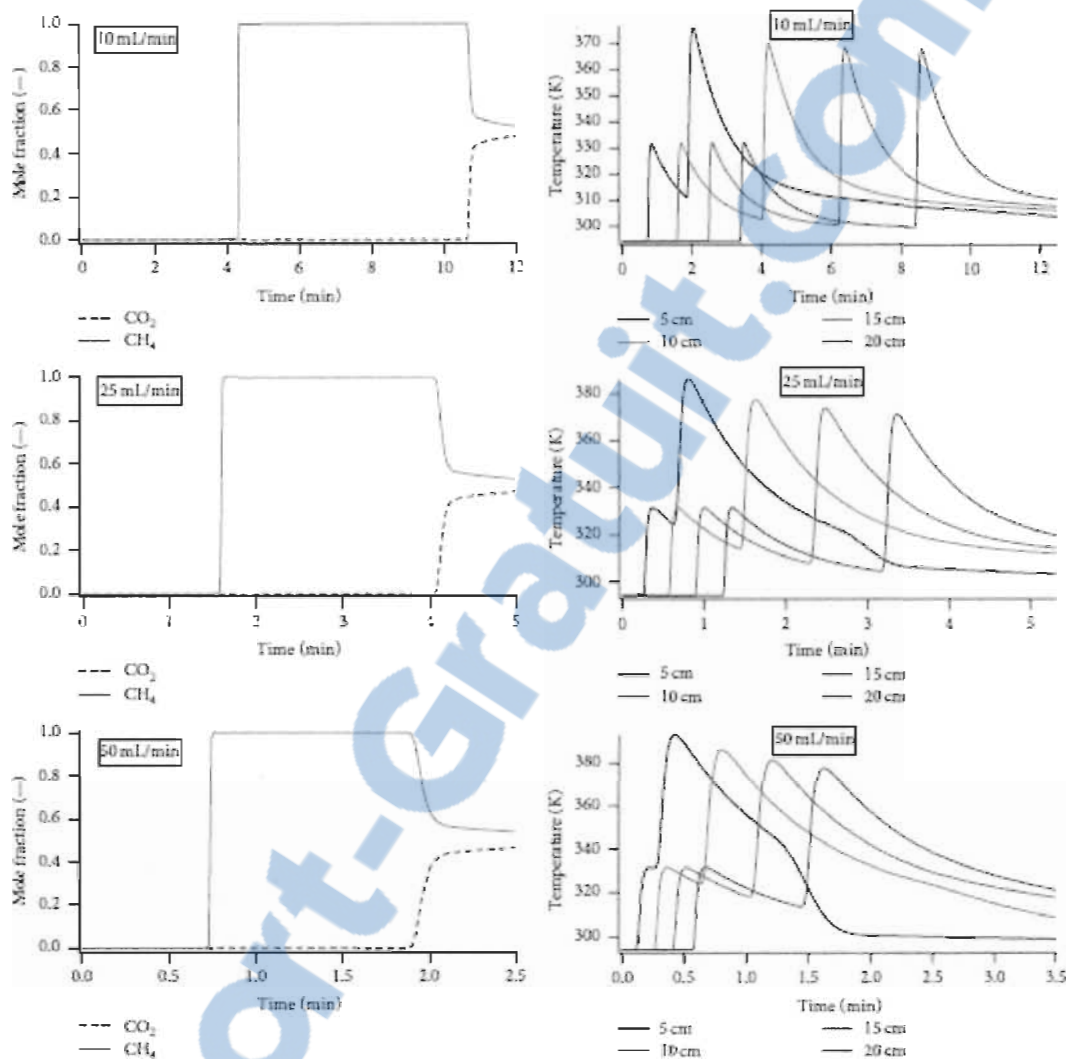 10 mL/min
Mole fraction (—)
1.0
0.8
0.6
0.4
0.2
0.0
0 2 4 6 8 10 12
Time (min)
CO₂
CH₄
10 mL/min
Temperature (K)
370
360
350
340
330
320
310
300
0 2 4 6 8 10 12
Time (min)
5 cm 15 cm
10 cm 20 cm
25 mL/min
Mole fraction (—)
1.0
0.8
0.6
0.4
0.2
0.0
1 2 3 4 5
Time (min)
CO₂
CH₄
25 mL/min
Temperature (K)
380
360
340
320
300
0 1 2 3 4 5
Time (min)
5 cm 15 cm
10 cm 20 cm
50 mL/min
Mole fraction (—)
1.0
0.8
0.6
0.4
0.2
0.0
0.0 0.5 1.0 1.5 2.0 2.5
Time (min)
CO₂
CH₄
50 mL/min
Temperature (K)
380
360
340
320
300
0.0 0.5 1.0 1.5 2.0 2.5 3.0 3.5
Time (min)
5 cm 15 cm
10 cm 20 cm
ort-Gratuit.com